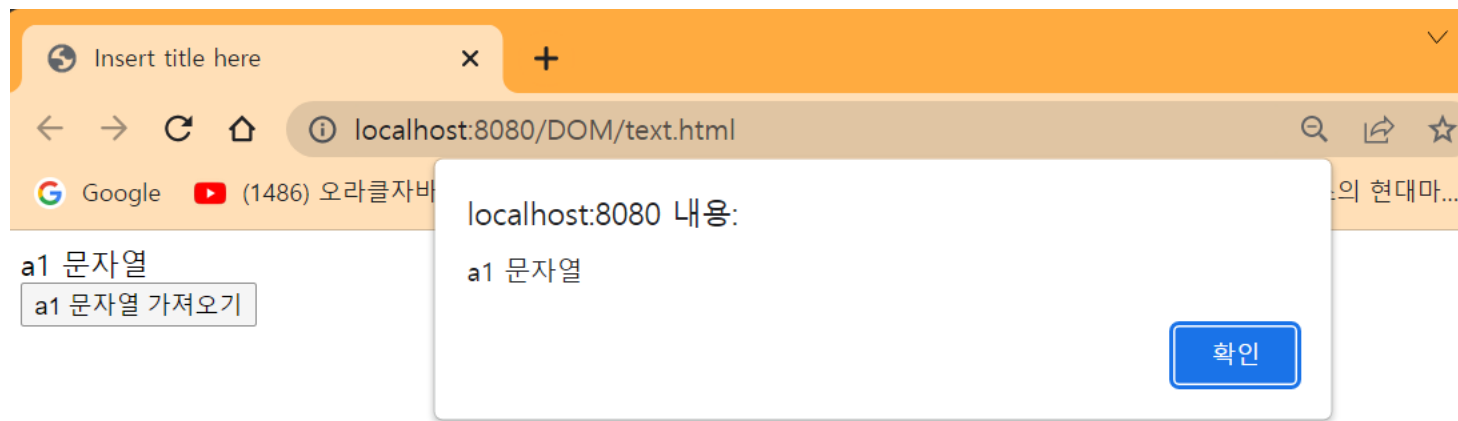 Insert title here
localhost:8080/DOM/text.html
Google (1486) 오라클자바
의 현대마...
localhost:8080 내용:
a1 문자열
확인
a1 문자열
a1 문자열 가져오기